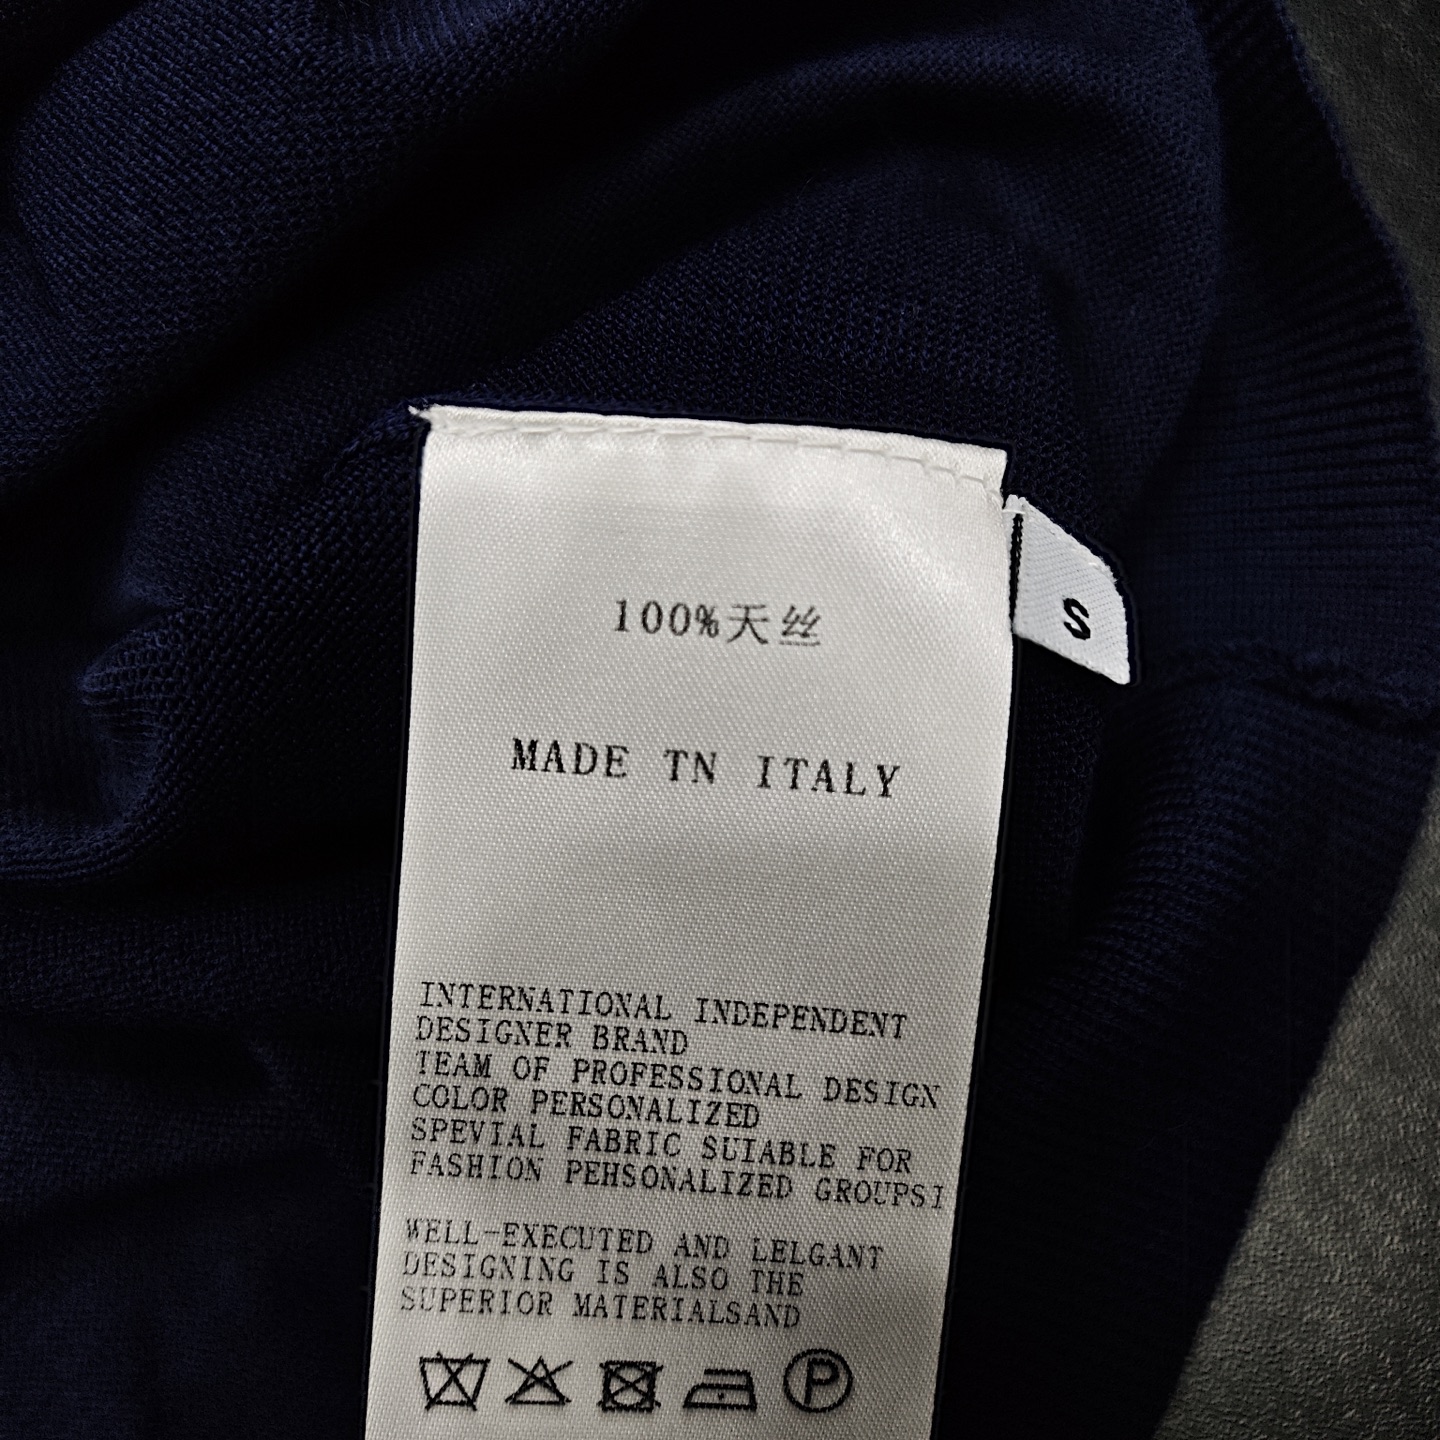 100%天丝
S
MADE TN ITALY
INTERNATIONAL INDEPENDENT
DESIGNER BRAND
TEAM OF PROFESSIONAL DESIGN
COLOR PERSONALIZED
SPEVIAL FABRIC SUIABLE FOR
FASHION PEHSONALIZED GROUPSI
WELL-EXECUTED AND LELGANT
DESIGNING IS ALSO THE
SUPERIOR MATERIALSAND
P